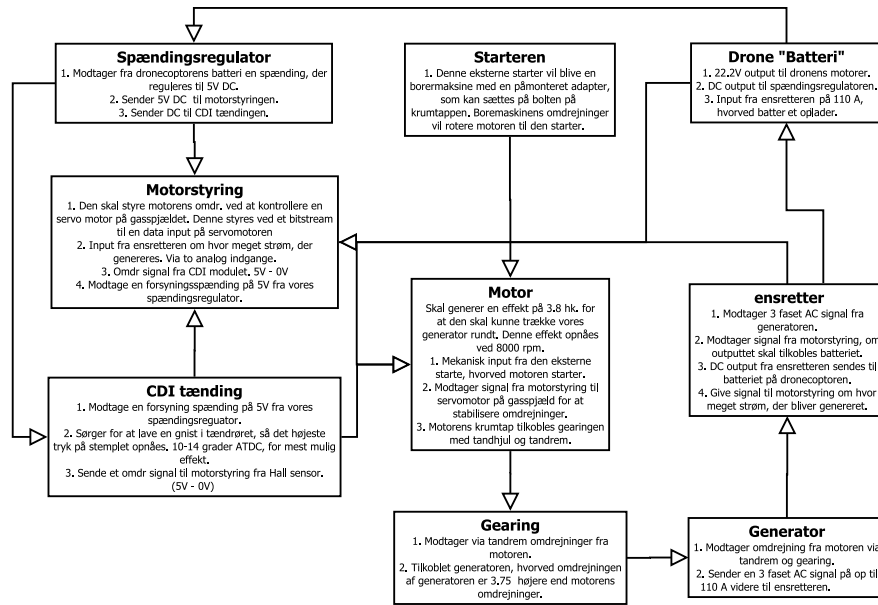 Spændingsregulator
1. Modtager fra dronecoptorens batteri en spænding, der
reguleres til 5V DC.
2. Sender 5V DC til motorstyringen.
3. Sender DC til CDI tændingen.
Starteren
1. Denne eksterne starter vil blive en
borermaksine med en påmonteret adapter,
som kan sættes på bolten på
krumtappen. Boremaskinens omdrejninger
vil rotere motoren til den starter.
Drone "Batteri"
1. 22.2V output til dronens motorer.
2. DC output til spændingsregulatoren.
3. Input fra ensretteren på 110 A,
hvorved batter et oplader.
Motorstyring
1. Den skal styre motorens omdr. ved at kontrollere en
servo motor på gasspjældet. Denne styres ved et bitstream
til en data input på servomotoren
2. Input fra ensretteren om hvor meget strøm, der
genereres. Via to analog indgange.
3. Omdr signal fra CDI modulet. 5V - 0V
4. Modtage en forsyningsspænding på 5V fra vores
spændingsregulator.
Motor
Skal generer en effekt på 3.8 hk. for
at den skal kunne trække vores
generator rundt. Denne effekt opnåes
ved 8000 rpm.
1. Mekanisk input fra den eksterne
starte, hvorved motoren starter.
2. Modtager signal fra motorstyring til
servomotor på gasspjæld for at
stabilisere omdrejninger.
3. Motorens krumtap tilkobles gearingen
med tandhjul og tandrem.
ensretter
1. Modtager 3 faset AC signal fra
generatoren.
2. Modtager signal fra motorstyring, om
outputtet skal tilkobles batteriet.
3. DC output fra ensretteren sendes til
batteriet på dronecoptoren.
4. Give signal til motorstyring om hvor
meget strøm, der bliver genereret.
CDI tænding
1. Modtage en forsyning spænding på 5V fra vores
spændingsreguator.
2. Sørger for at lave en gnist i tændrøret, så det højeste
tryk på stemplet opnåes. 10-14 grader ATDC, for mest mulig
effekt.
3. Sende et omdr signal til motorstyring fra Hall sensor.
(5V - 0V)
Gearing
1. Modtager via tandrem omdrejninger fra
motoren.
2. Tilkoblet generatoren, hvorved omdrejningen
af generatoren er 3.75 højere end motorens
omdrejninger.
Generator
1. Modtager omdrejning fra motoren via
tandrem og gearing.
2. Sender en 3 faset AC signal på op til
110 A videre til ensretteren.